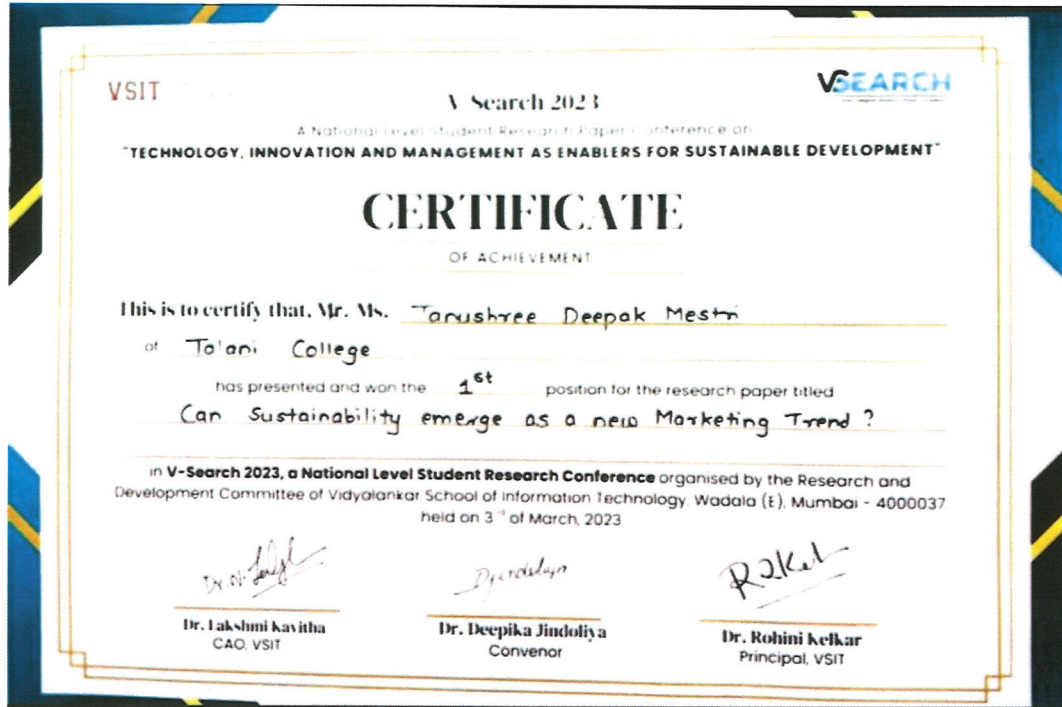 VSIT
VSEARCH
V-Search 2023
A National Level Student Research Paper Conference on
"TECHNOLOGY, INNOVATION AND MANAGEMENT AS ENABLERS FOR SUSTAINABLE DEVELOPMENT"
CERTIFICATE
OF ACHIEVEMENT
This is to certify that, Mr. Ms. Tanushree Deepak Mestri
of Tolani College
has presented and won the 1st position for the research paper titled
Can Sustainability emerge as a new Marketing Trend ?
in V-Search 2023, a National Level Student Research Conference organised by the Research and
Development Committee of Vidyalankar School of Information Technology, Wadala (E), Mumbai - 4000037
held on 3rd of March, 2023
Dr. Lakshmi Kavitha
CAO, VSIT
Dr. Deepika Jindoliya
Convenor
Dr. Rohini Kelkar
Principal, VSIT